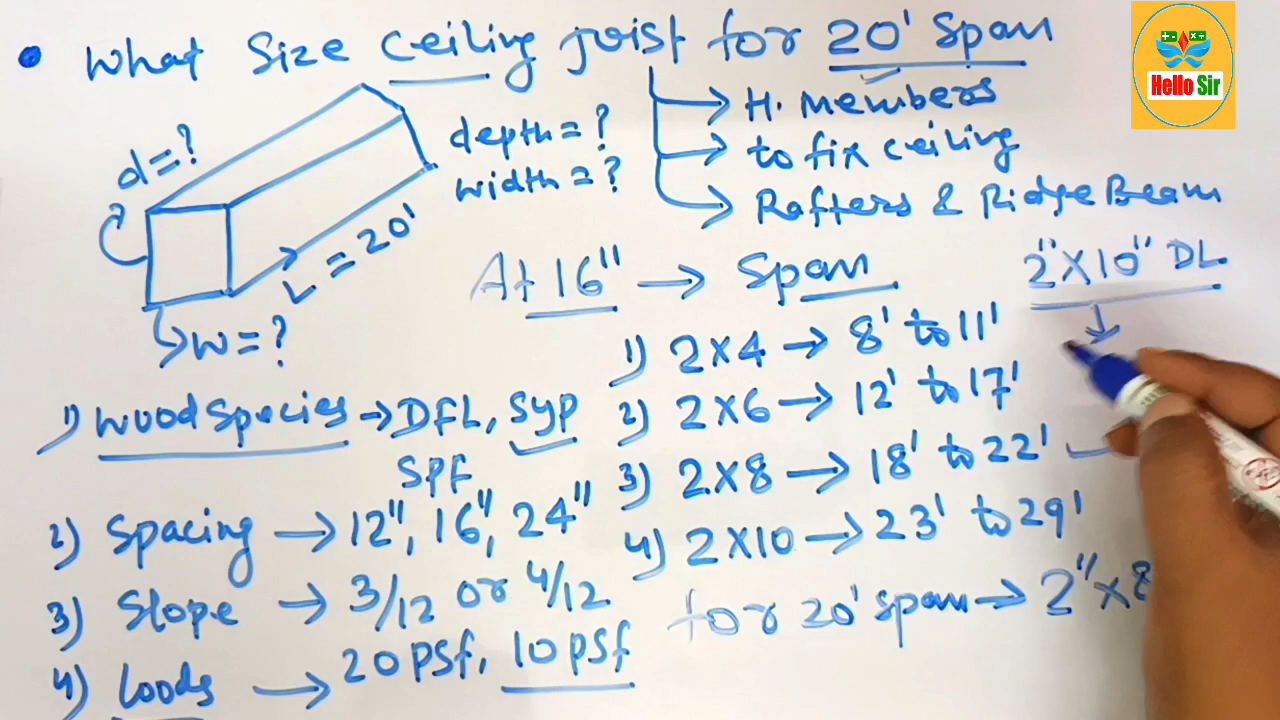 • What Size ceiling joist for 20' Span
→ H. members
→ to fix ceiling
→ Rafters & Ridge Beam
d=?
depth=?
width=?
L = 20'
→ w=?
At 16" → Span
2"X10" DL
1) 2X4 → 8' to 11'
2) 2X6 → 12' to 17'
3) 2X8 → 18' to 22'
4) 2X10 → 23' to 29'
for 20' span → 2"X8
1) wood species → DFL, SYP
SPF
2) Spacing → 12", 16", 24"
3) Slope → 3/12 or 4/12
4) Loods → 20 PSf, 10 PSf
Hello Sir